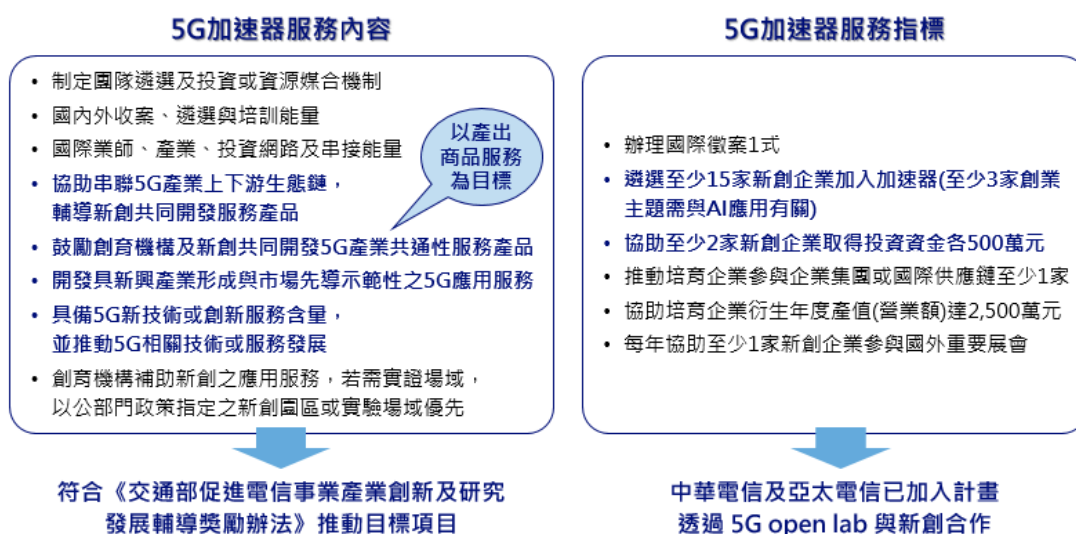 5G加速器服務內容
• 制定團隊遴選及投資或資源媒合機制
• 國內外收案、遴選與培訓能量
• 國際業師、產業、投資網路及串接能量
• 協助串聯5G產業上下游生態鏈，
輔導新創共同開發服務產品
• 鼓勵創育機構及新創共同開發5G產業共通性服務產品
• 開發具新興產業形成與市場先導示範性之5G應用服務
• 具備5G新技術或創新服務含量，
並推動5G相關技術或服務發展
• 創育機構補助新創之應用服務，若需實證場域，
以公部門政策指定之新創園區或實驗場域優先
以產出
商品服務
為目標
符合《交通部促進電信事業產業創新及研究
發展輔導獎勵辦法》推動目標項目
5G加速器服務指標
• 辦理國際徵案1式
• 遴選至少15家新創企業加入加速器(至少3家創業
主題需與AI應用有關)
• 協助至少2家新創企業取得投資資金各500萬元
• 推動培育企業參與企業集團或國際供應鏈至少1家
• 協助培育企業衍生年度產值(營業額)達2,500萬元
• 每年協助至少1家新創企業參與國外重要展會
中華電信及亞太電信已加入計畫
透過 5G open lab 與新創合作